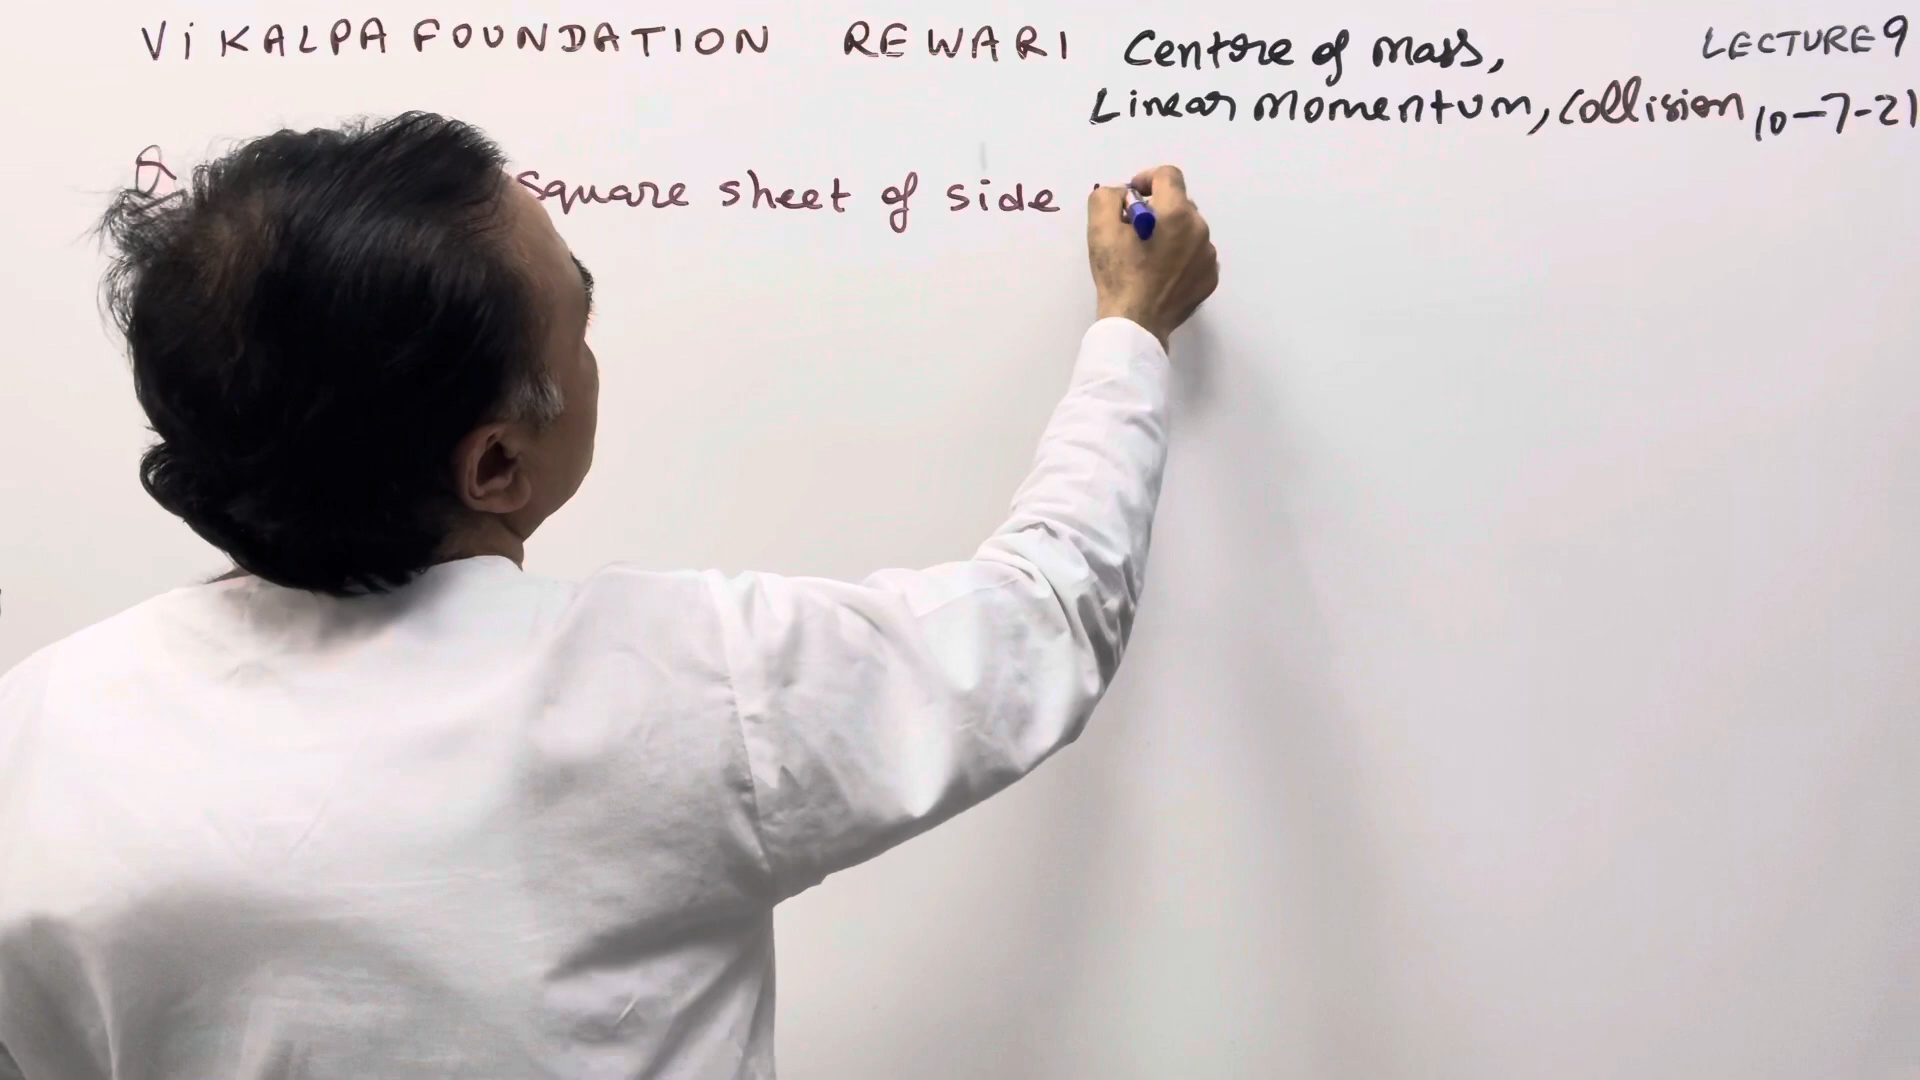 ViKALPA FOUNDATION REWARI
Centre of mass,
LECTURE 9
Linear momentum, Collision
10-7-21
Q
square sheet of side